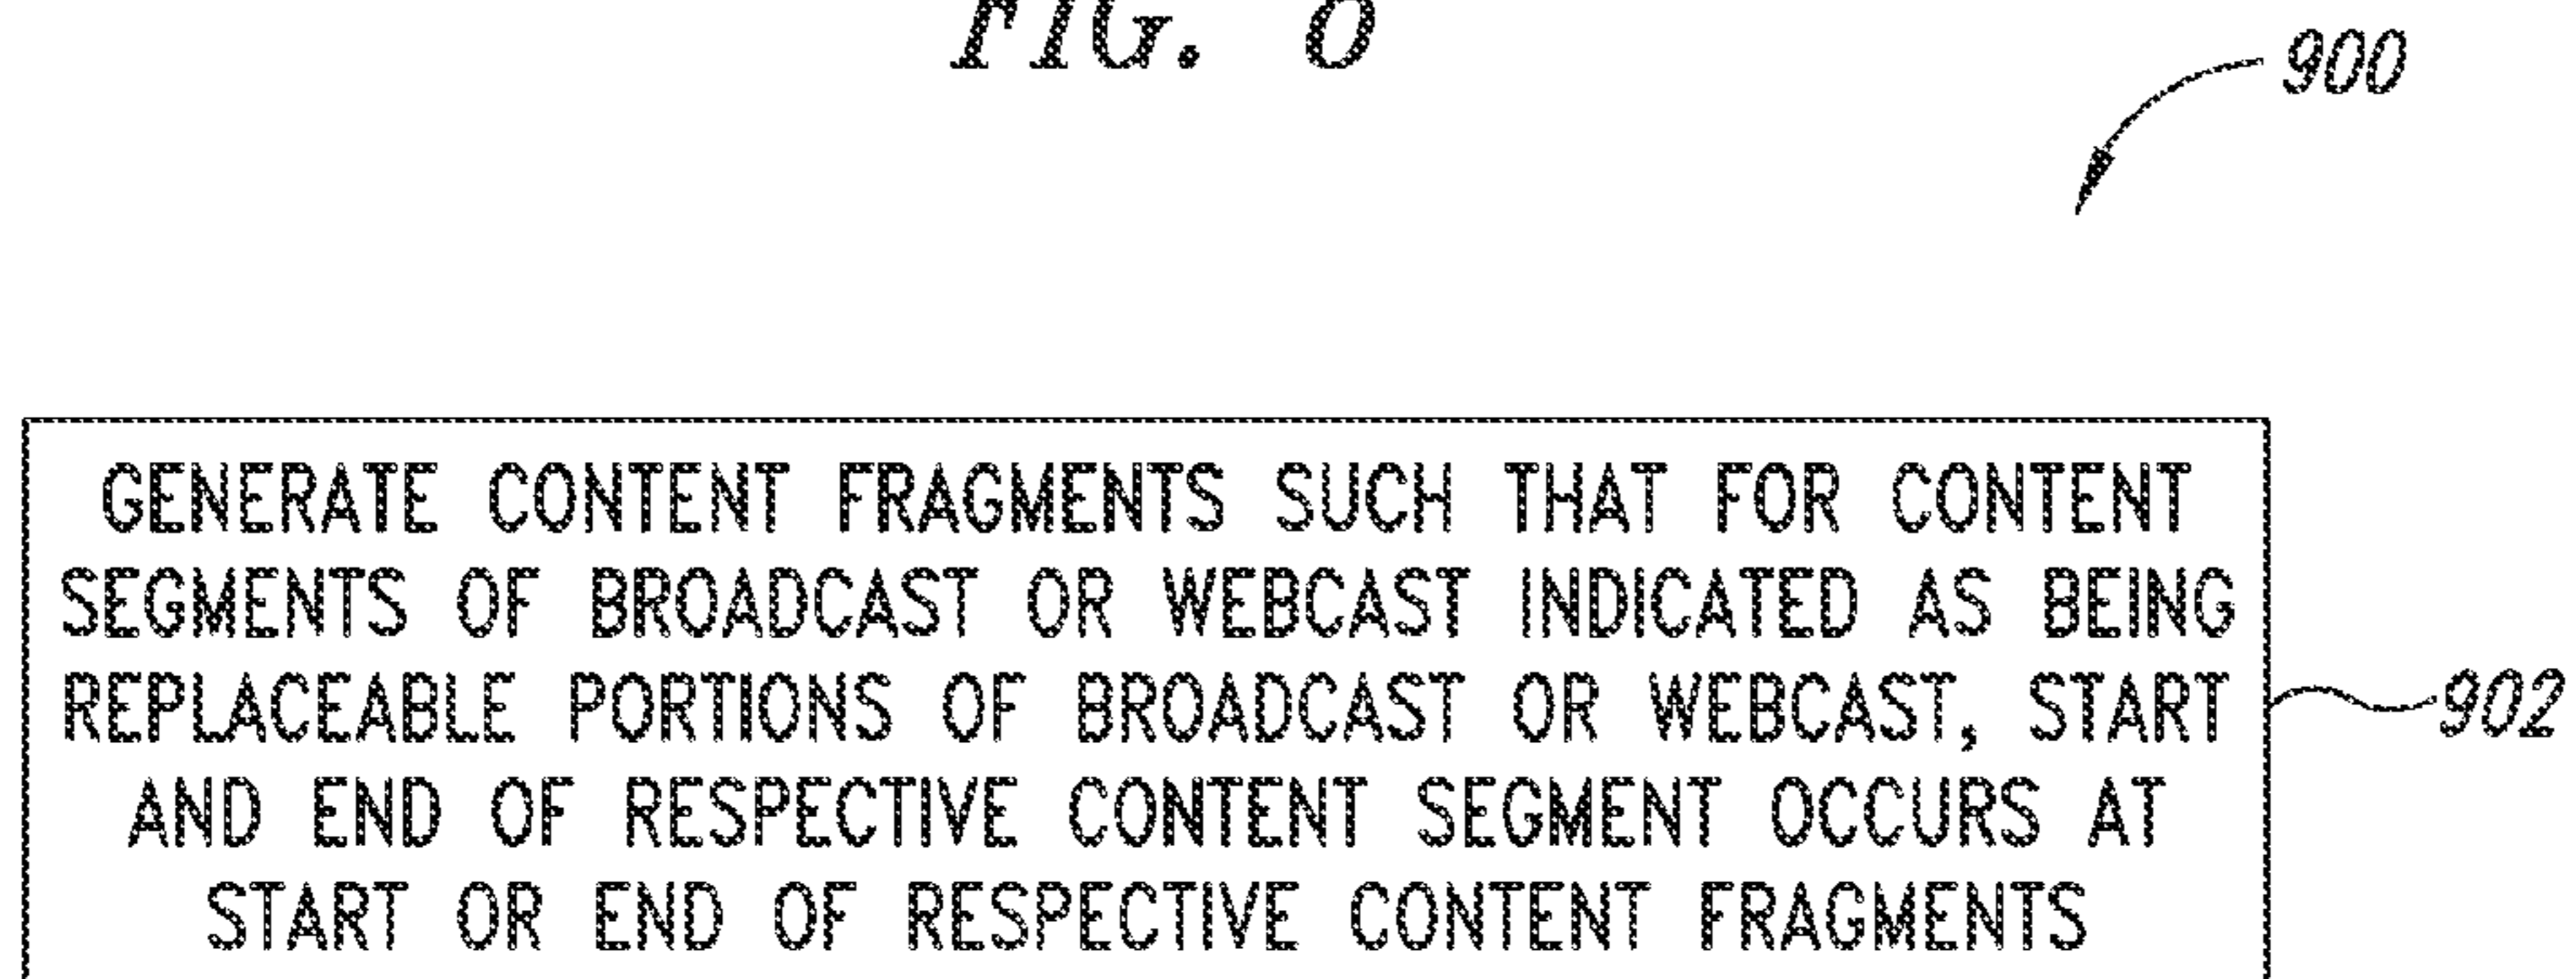 FIG. 8
900
GENERATE CONTENT FRAGMENTS SUCH THAT FOR CONTENT
SEGMENTS OF BROADCAST OR WEBCAST INDICATED AS BEING
REPLACEABLE PORTIONS OF BROADCAST OR WEBCAST, START
902
AND END OF RESPECTIVE CONTENT SEGMENT OCCURS AT
START OR END OF RESPECTIVE CONTENT FRAGMENTS